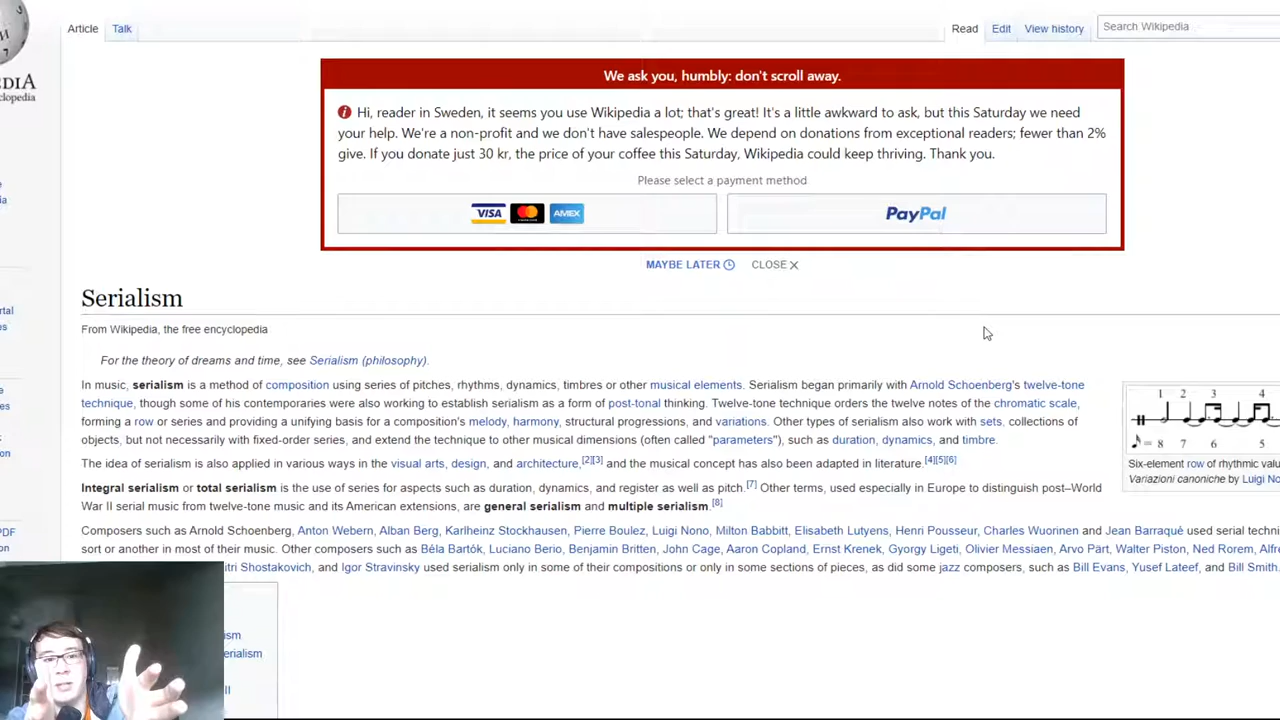 Article Talk Read Edit View history Search Wikipedia
We ask you, humbly: don't scroll away.
Hi, reader in Sweden, it seems you use Wikipedia a lot; that's great! It's a little awkward to ask, but this Saturday we need
your help. We're a non-profit and we don't have salespeople. We depend on donations from exceptional readers; fewer than 2%
give. If you donate just 30 kr, the price of your coffee this Saturday, Wikipedia could keep thriving. Thank you.
Please select a payment method
VISA AMEX PayPal
MAYBE LATER CLOSE
Serialism
From Wikipedia, the free encyclopedia
For the theory of dreams and time, see Serialism (philosophy).
In music, serialism is a method of composition using series of pitches, rhythms, dynamics, timbres or other musical elements. Serialism began primarily with Arnold Schoenberg's twelve-tone
technique, though some of his contemporaries were also working to establish serialism as a form of post-tonal thinking. Twelve-tone technique orders the twelve notes of the chromatic scale,
forming a row or series and providing a unifying basis for a composition's melody, harmony, structural progressions, and variations. Other types of serialism also work with sets, collections of
objects, but not necessarily with fixed-order series, and extend the technique to other musical dimensions (often called "parameters"), such as duration, dynamics, and timbre.
The idea of serialism is also applied in various ways in the visual arts, design, and architecture,[2][3] and the musical concept has also been adapted in literature.[4][5][6]
Integral serialism or total serialism is the use of series for aspects such as duration, dynamics, and register as well as pitch.[7] Other terms, used especially in Europe to distinguish post–World
War II serial music from twelve-tone music and its American extensions, are general serialism and multiple serialism.[8]
Composers such as Arnold Schoenberg, Anton Webern, Alban Berg, Karlheinz Stockhausen, Pierre Boulez, Luigi Nono, Milton Babbitt, Elisabeth Lutyens, Henri Pousseur, Charles Wuorinen and Jean Barraqué used serial techni
sort or another in most of their music. Other composers such as Béla Bartók, Luciano Berio, Benjamin Britten, John Cage, Aaron Copland, Ernst Krenek, Gyorgy Ligeti, Olivier Messiaen, Arvo Pärt, Walter Piston, Ned Rorem, Alfre
itri Shostakovich, and Igor Stravinsky used serialism only in some of their compositions or only in some sections of pieces, as did some jazz composers, such as Bill Evans, Yusef Lateef, and Bill Smith.
1 2 3 4
= 8 7 6 5
Six-element row of rhythmic valu
Variazioni canoniche by Luigi No